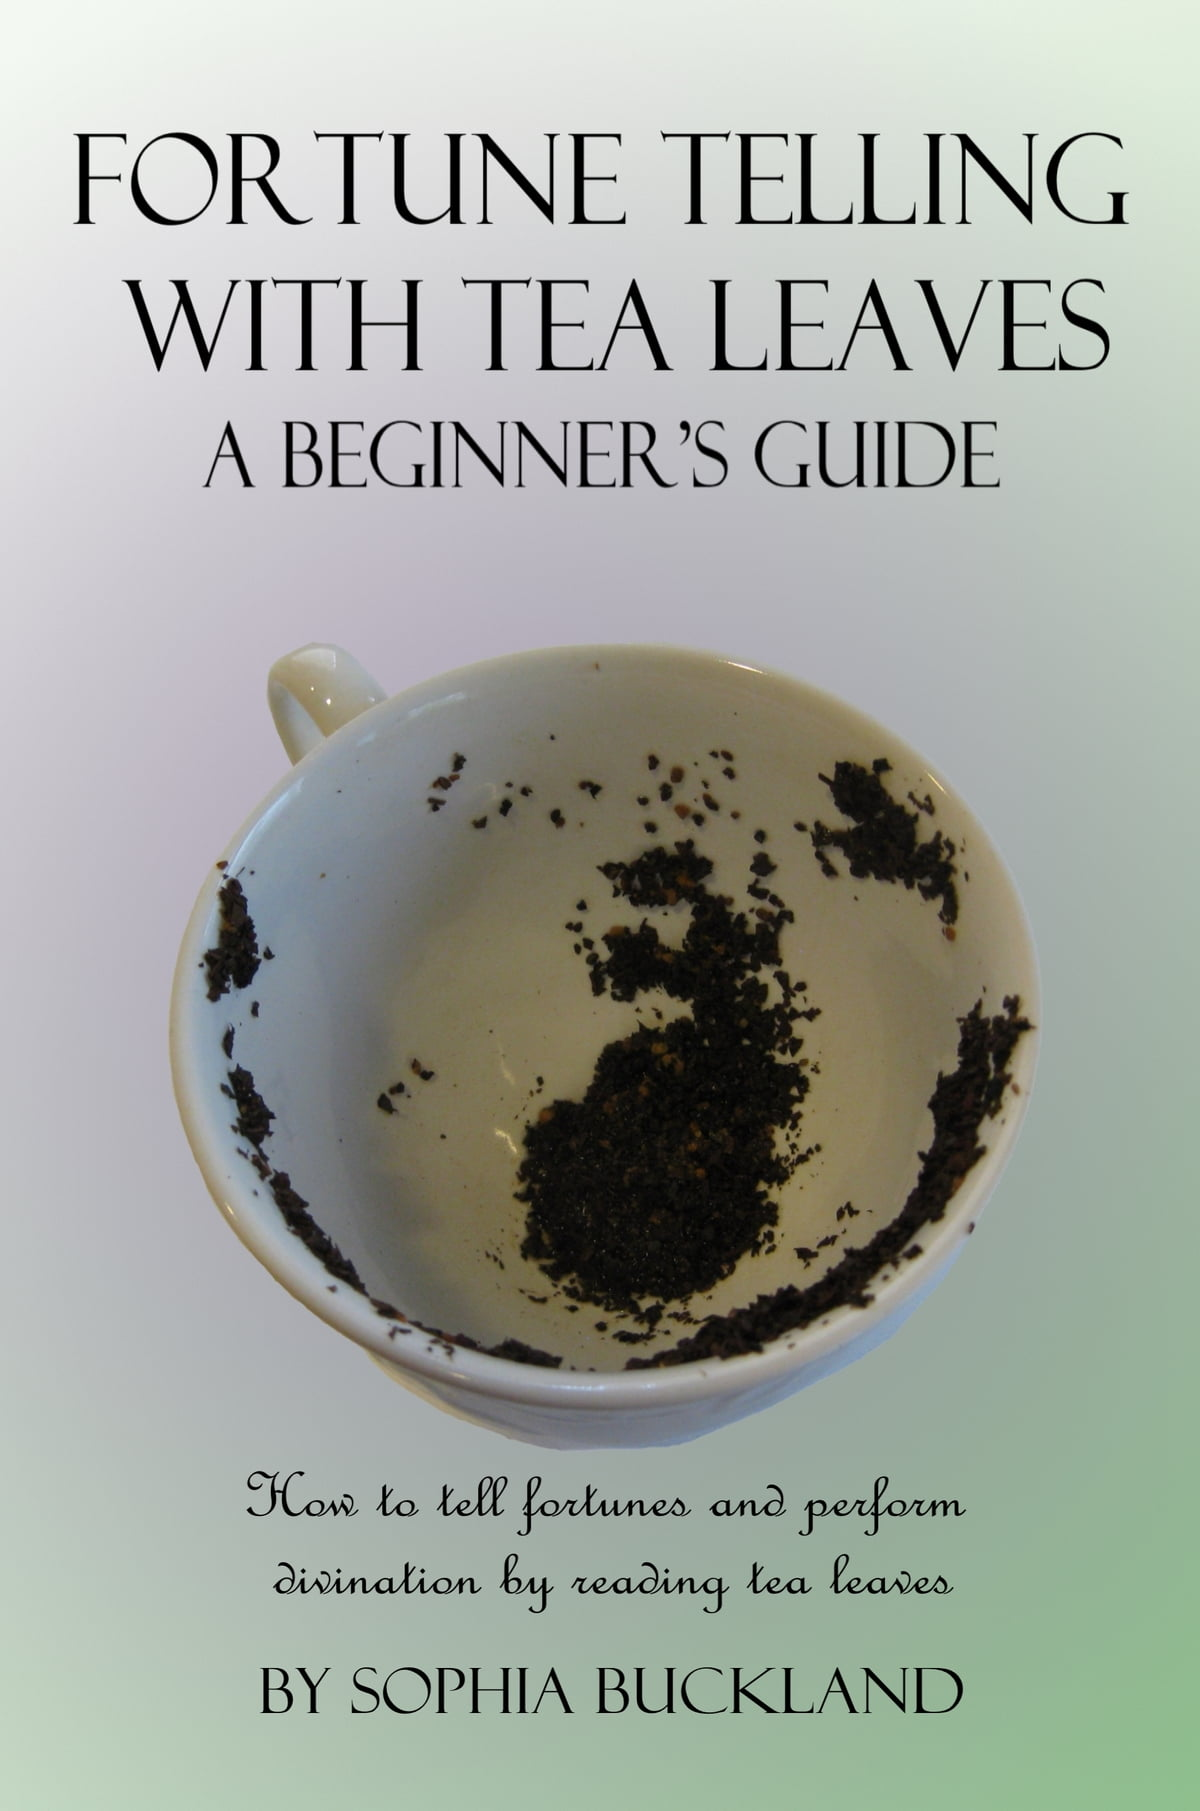 FORTUNE TELLING
WITH TEA LEAVES
A BEGINNER'S GUIDE
How to tell fortunes and perform
divination by reading tea leaves
BY SOPHIA BUCKLAND